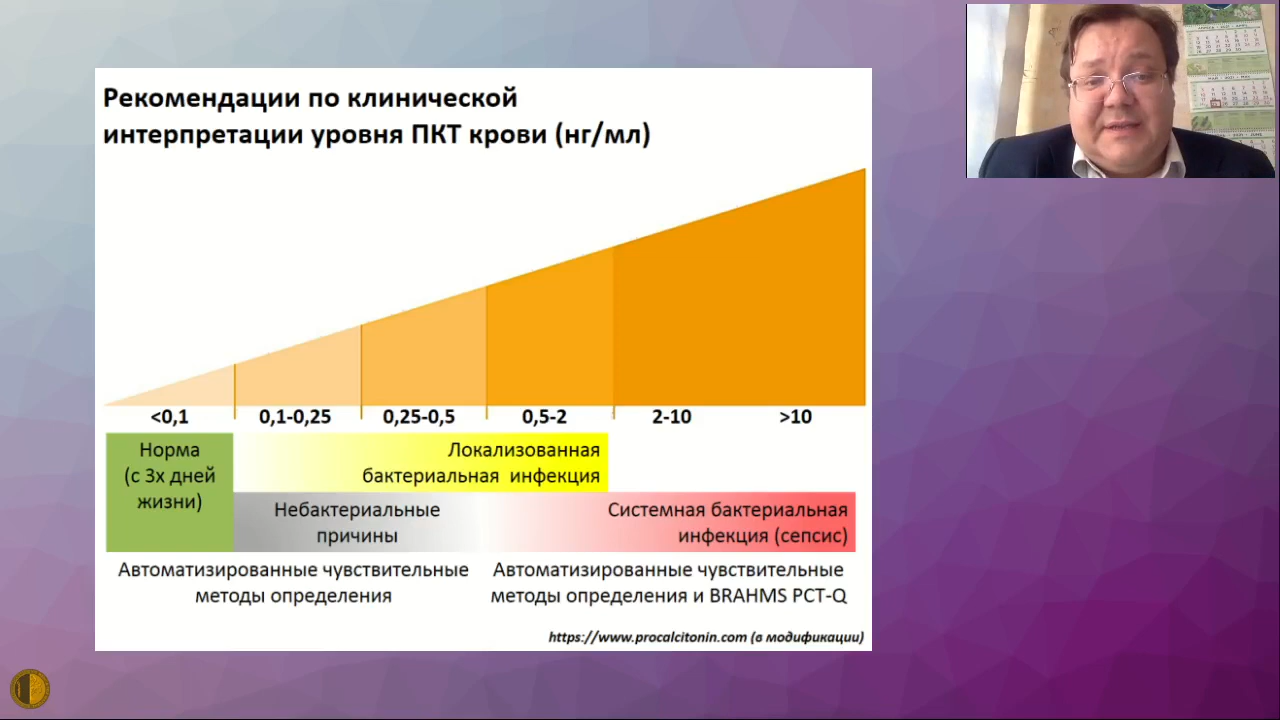 Рекомендации по клинической
интерпретации уровня ПКТ крови (нг/мл)
<0,1
0,1-0,25
0,25-0,5
0,5-2
2-10
>10
Норма
(с 3х дней
жизни)
Локализованная
бактериальная инфекция
Небактериальные
причины
Системная бактериальная
инфекция (сепсис)
Автоматизированные чувствительные
методы определения
Автоматизированные чувствительные
методы определения и BRAHMS PCT-Q
https://www.procalcitonin.com (в модификации)